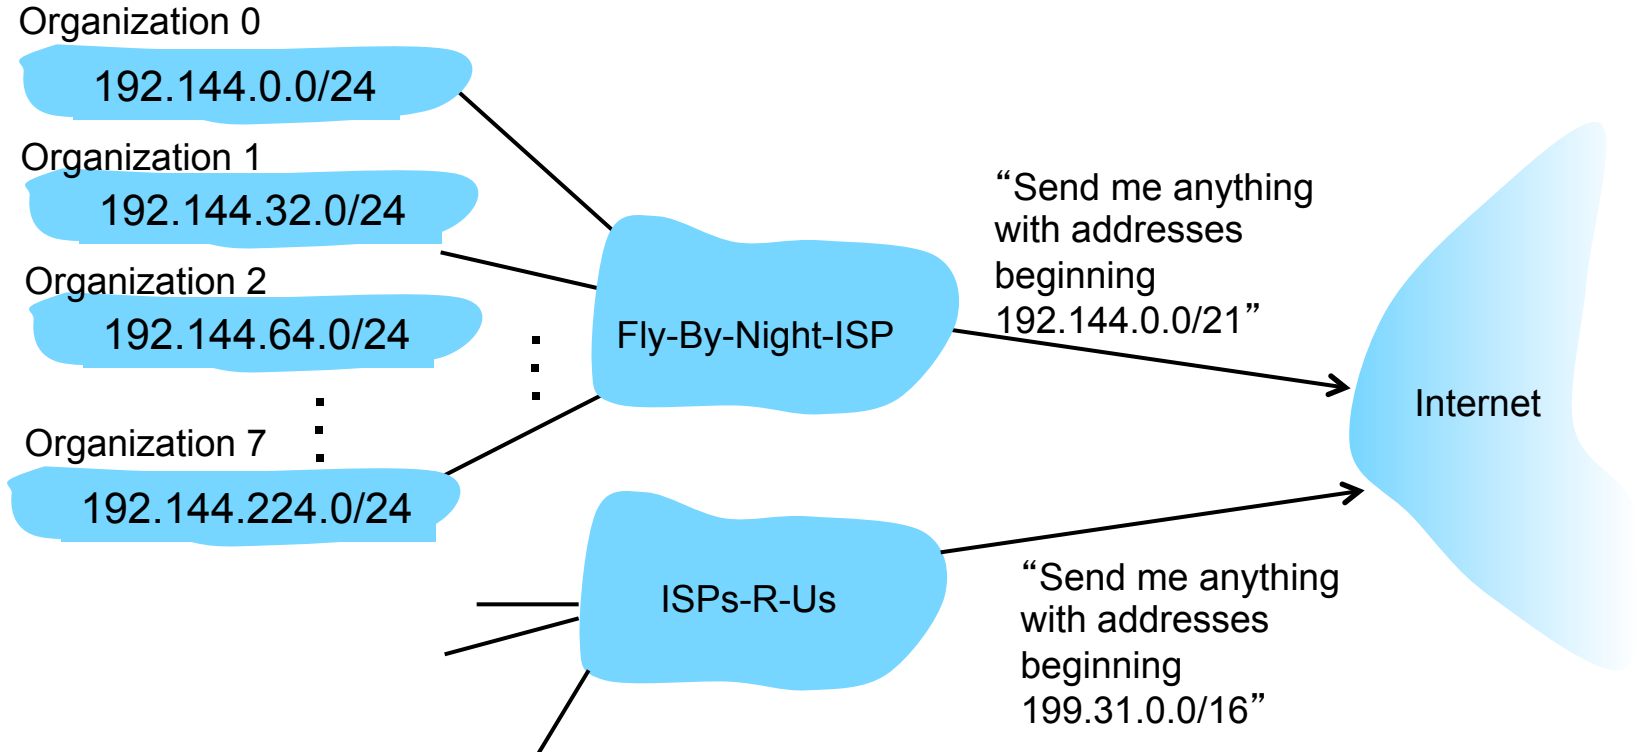 Organization 0
192.144.0.0/24
Organization 1
192.144.32.0/24
Organization 2
192.144.64.0/24
Organization 7
192.144.224.0/24
Fly-By-Night-ISP
“Send me anything
with addresses
beginning
192.144.0.0/21”
Internet
ISPs-R-Us
“Send me anything
with addresses
beginning
199.31.0.0/16”